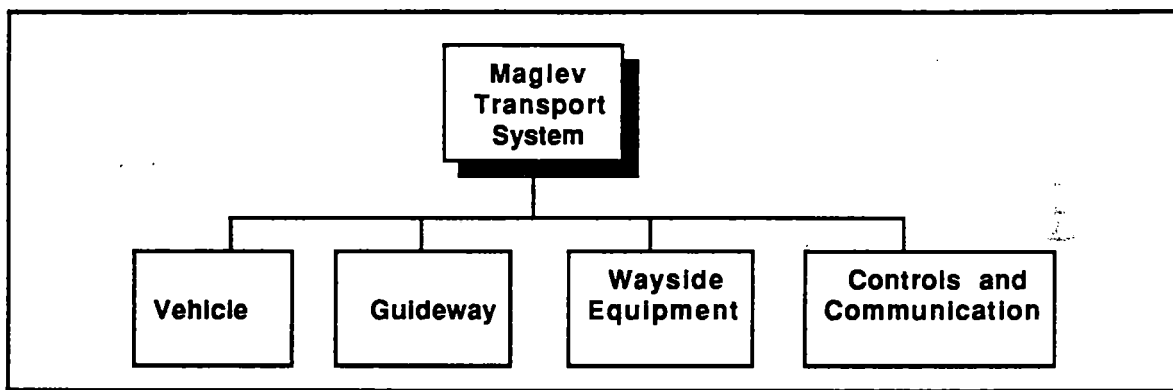 Maglev
Transport
System
Vehicle
Guideway
Wayside
Equipment
Controls and
Communication